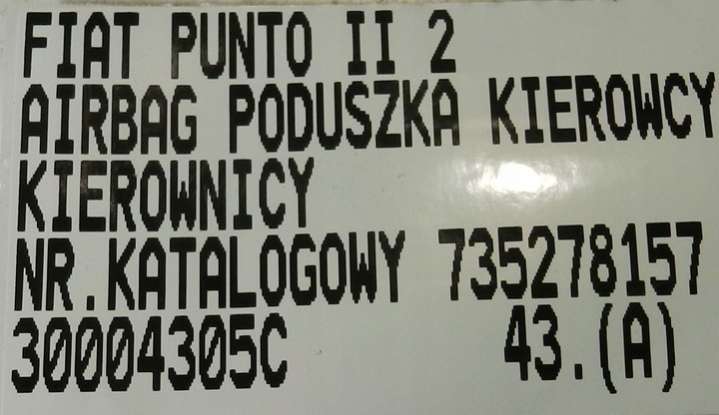 FIAT PUNTO II 2
AIRBAG PODUSZKA KIEROWCY
KIEROWNICY
NR.KATALOGOWY 735278157
30004305C 43.(A)